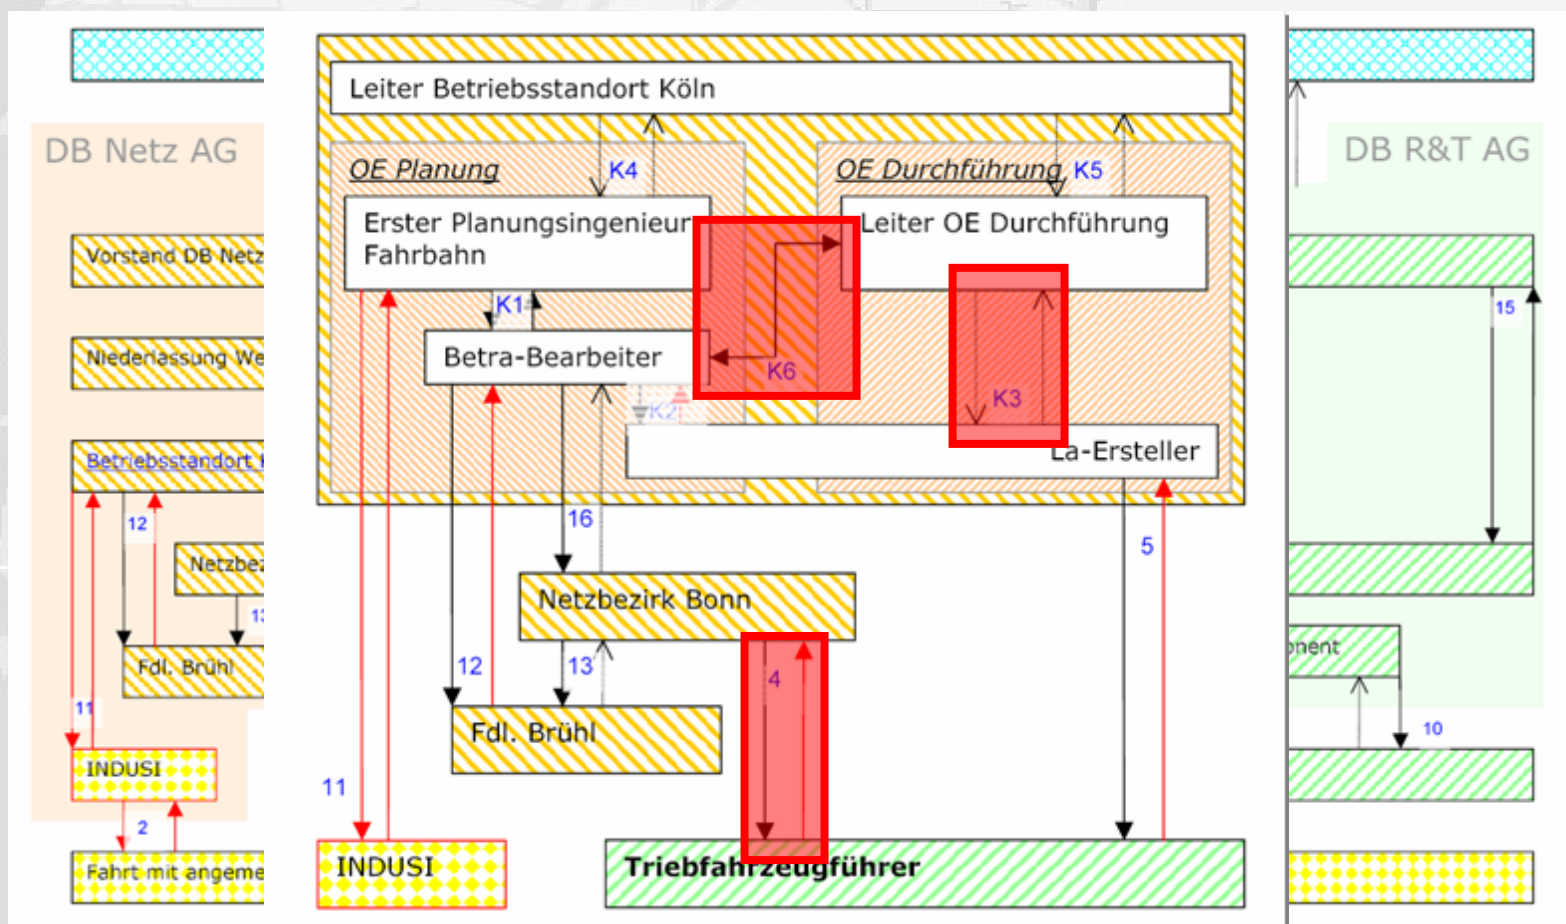 DB Netz AG
Vorstand DB Netz
Niederlassung We
Betriebsstandort K
12
Netzbez
13
Fdl. Brühl
11
INDUSI
2
Fahrt mit angeme
Leiter Betriebsstandort Köln
OE Planung
K4
OE Durchführung
K5
Erster Planungsingenieur
Fahrbahn
Leiter OE Durchführung
K1
Betra-Bearbeiter
K6
K2
K3
La-Ersteller
16
5
Netzbezirk Bonn
12
13
4
Fdl. Brühl
11
INDUSI
Triebfahrzeugführer
DB R&T AG
15
onent
10